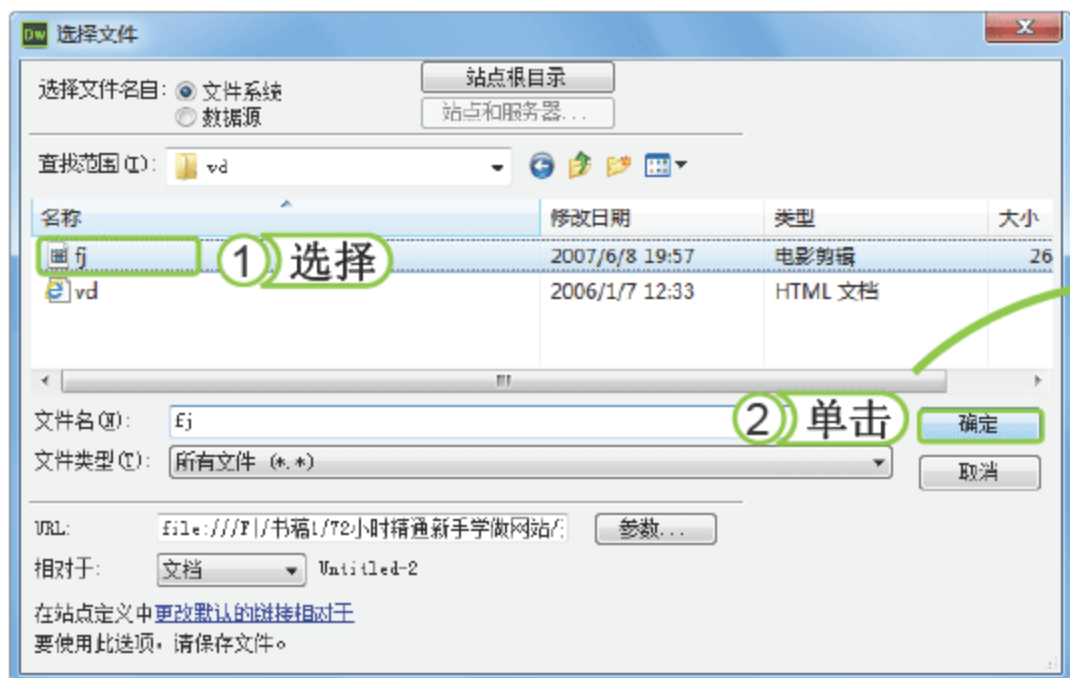 Dw 选择文件
选择文件名自: 文件系统 站点根目录
数据源 站点和服务器...
查找范围(I): vd
名称 修改日期 类型 大小
fj 1 选择 2007/6/8 19:57 电影剪辑 26
vd 2006/1/7 12:33 HTML 文档
文件名(N): fj 2 单击 确定
文件类型(T): 所有文件 (*.*) 取消
URL: file:///F|/书稿1/72小时精通新手学做网站/ 参数...
相对于: 文档 Untitled-2
在站点定义中更改默认的链接相对于
要使用此选项，请保存文件。